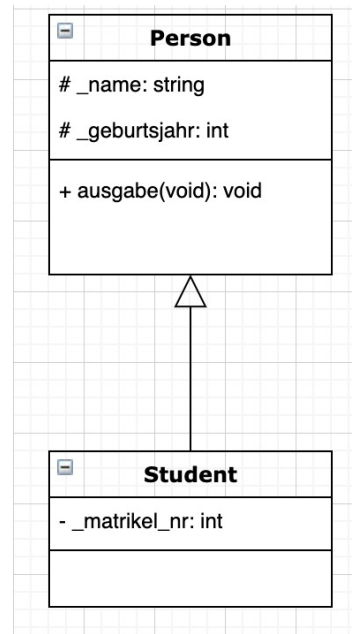 Person
# _name: string
# _geburtsjahr: int
+ ausgabe(void): void
Student
- _matrikel_nr: int